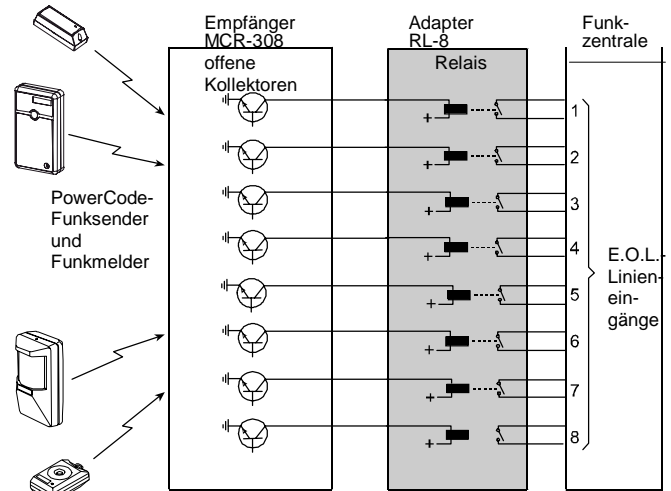 Empfänger
MCR-308
offene
Kollektoren
Adapter
RL-8
Relais
Funk-
zentrale
PowerCode-
Funksender
und
Funkmelder
+ 1
+ 2
+ 3
+ 4
+ 5
+ 6
+ 7
+ 8
E.O.L.-
Linien-
ein-
gänge